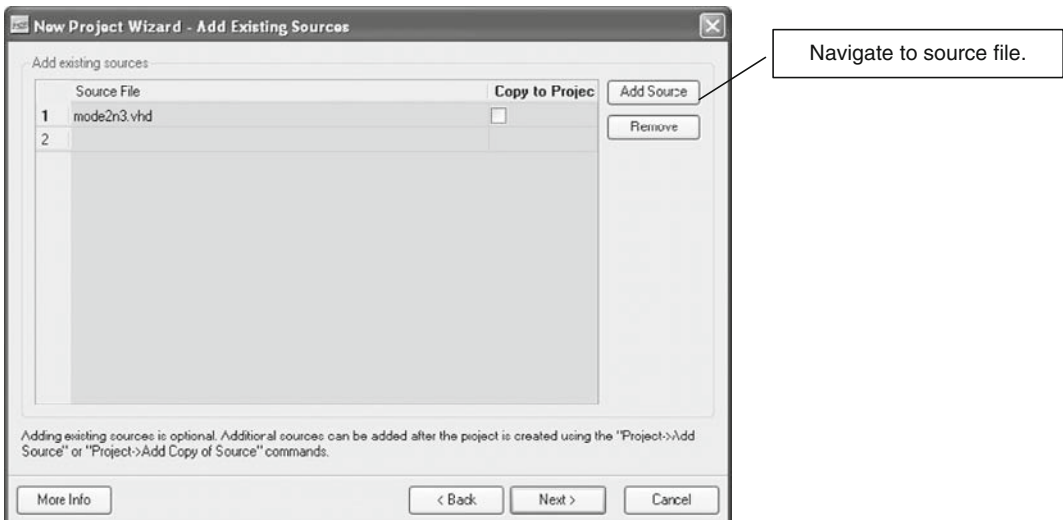 New Project Wizard - Add Existing Sources
Navigate to source file.
Add existing sources
Source File
Copy to Projec
Add Source
1
mode2n3.vhd
Remove
2
Adding existing sources is optional. Additional sources can be added after the project is created using the "Project->Add
Source" or "Project->Add Copy of Source" commands.
More Info
< Back
Next >
Cancel